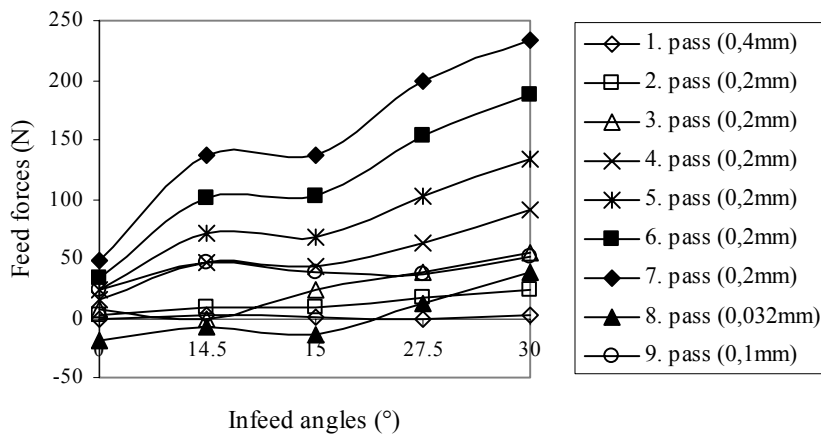 250
200
150
100
50
0
-50
Feed forces (N)
0 14.5 15 27.5 30
Infeed angles (°)
1. pass (0,4mm)
2. pass (0,2mm)
3. pass (0,2mm)
4. pass (0,2mm)
5. pass (0,2mm)
6. pass (0,2mm)
7. pass (0,2mm)
8. pass (0,032mm)
9. pass (0,1mm)